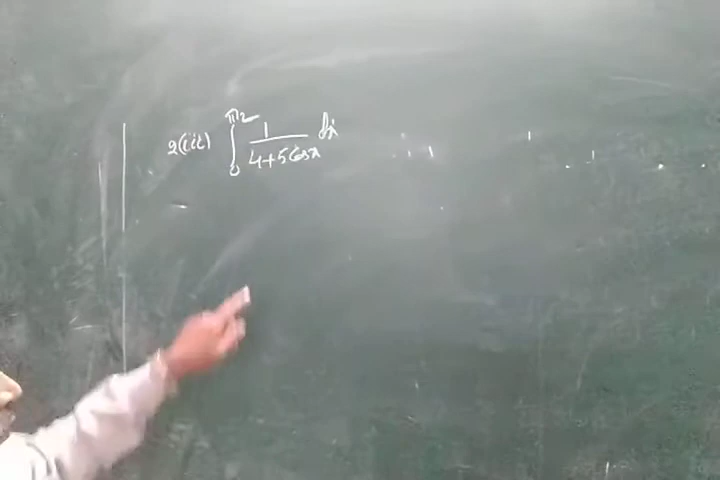 2(iii) ∫₀^(π/2) 1/(4+5cosx) dx